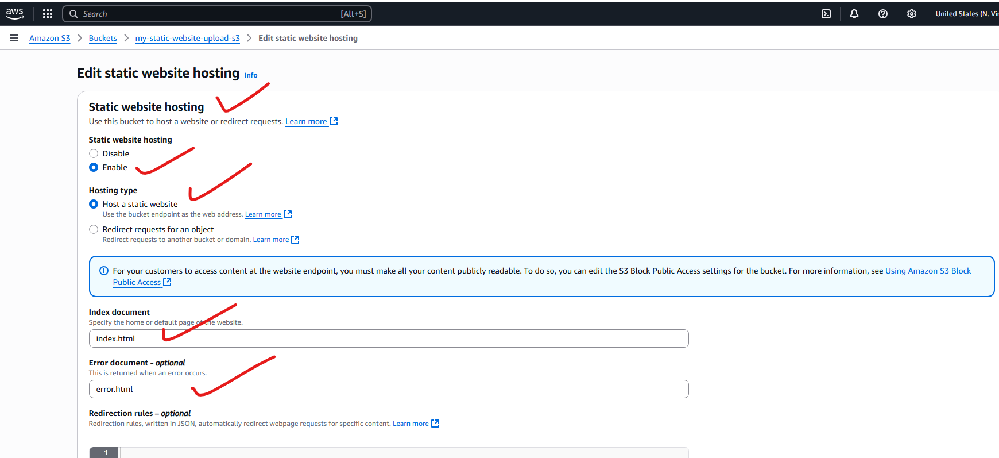 aws
Search [Alt+S] United States (N. Vir
Amazon S3 > Buckets > my-static-website-upload-s3 > Edit static website hosting
Edit static website hosting Info
Static website hosting
Use this bucket to host a website or redirect requests. Learn more
Static website hosting
Disable
Enable
Hosting type
Host a static website
Use the bucket endpoint as the web address. Learn more
Redirect requests for an object
Redirect requests to another bucket or domain. Learn more
For your customers to access content at the website endpoint, you must make all your content publicly readable. To do so, you can edit the S3 Block Public Access settings for the bucket. For more information, see Using Amazon S3 Block
Public Access
Index document
Specify the home or default page of the website.
index.html
Error document - optional
This is returned when an error occurs.
error.html
Redirection rules – optional
Redirection rules, written in JSON, automatically redirect webpage requests for specific content. Learn more
1